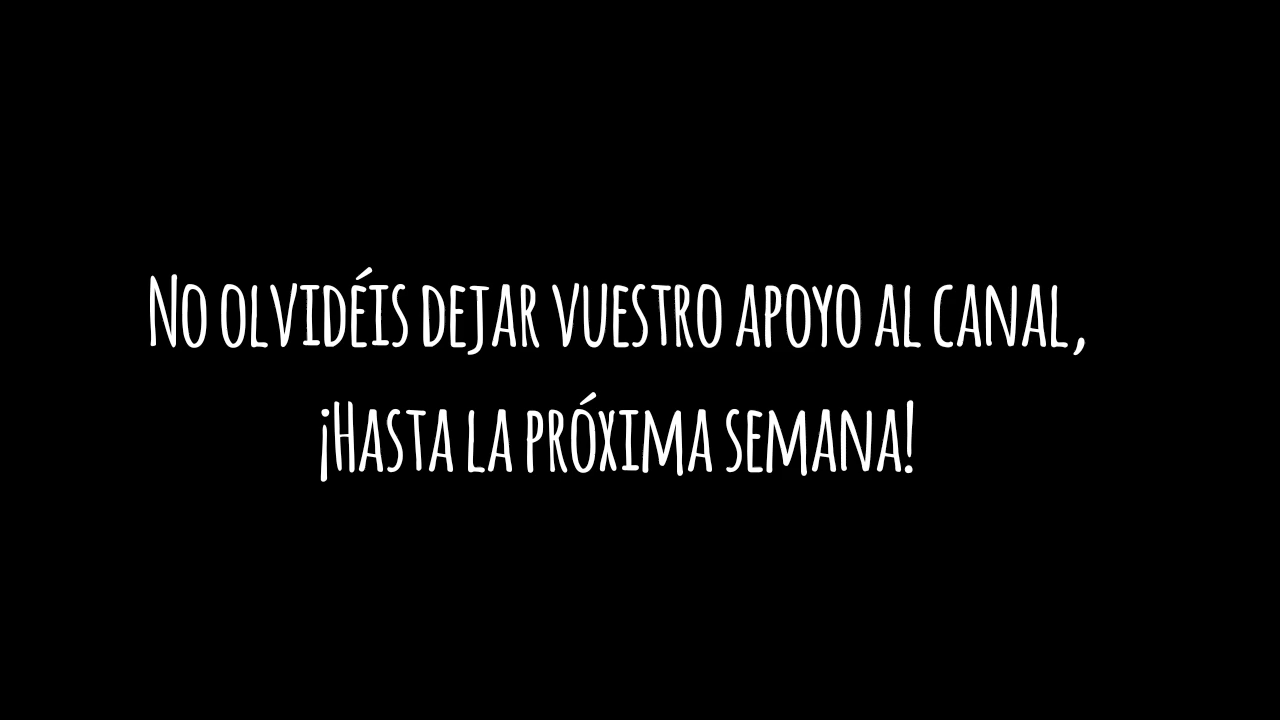 No olvidéis dejar vuestro apoyo al canal,
¡Hasta la próxima semana!